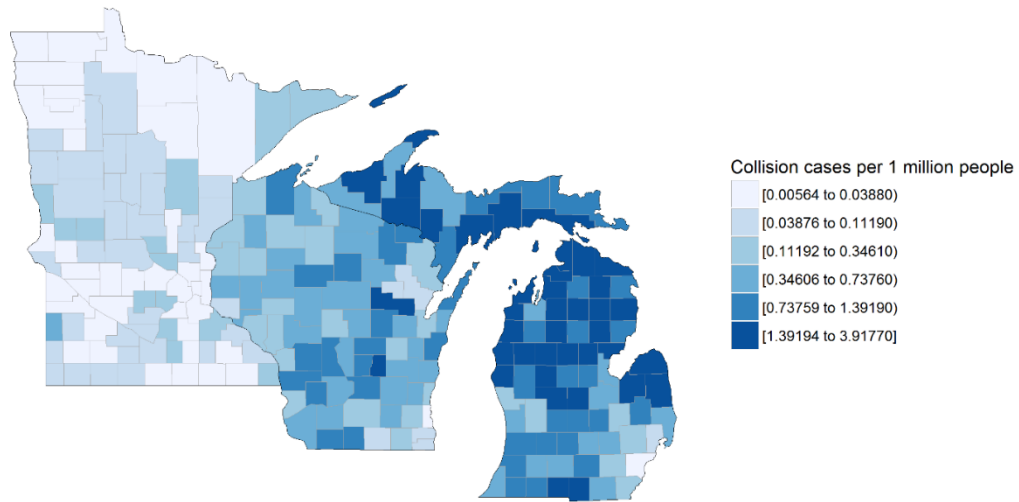 Collision cases per 1 million people
[0.00564 to 0.03880)
[0.03876 to 0.11190)
[0.11192 to 0.34610)
[0.34606 to 0.73760)
[0.73759 to 1.39190)
[1.39194 to 3.91770]